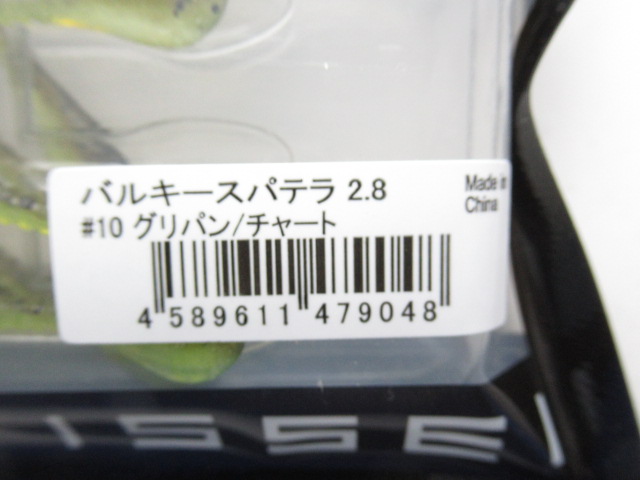 バルキースパテラ 2.8
Made in
China
#10 グリパン/チャート
4 589611 479048
ISSEI